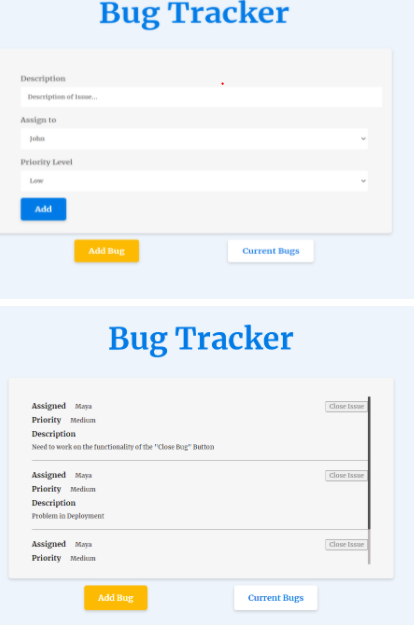 Bug Tracker
Description
Description of Issue...
Assign to
John
Priority Level
Low
Add
Add Bug Current Bugs
Bug Tracker
Assigned Maya Close Issue
Priority Medium
Description
Need to work on the functionality of the "Close Bug" Button
Assigned Maya Close Issue
Priority Medium
Description
Problem in Deployment
Assigned Maya Close Issue
Priority Medium
Add Bug Current Bugs